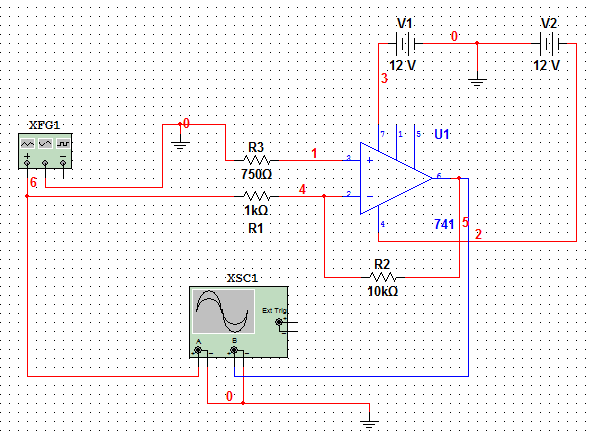 V1
V2
0
12 V
12 V
3
XFG1
0
7
1
5
U1
R3
1
3
+
+
−
6
750Ω
4
2
−
6
R1
1kΩ
741
5
4
2
R2
10kΩ
XSC1
Ext Trig
+
−
A
B
+
−
+
−
0